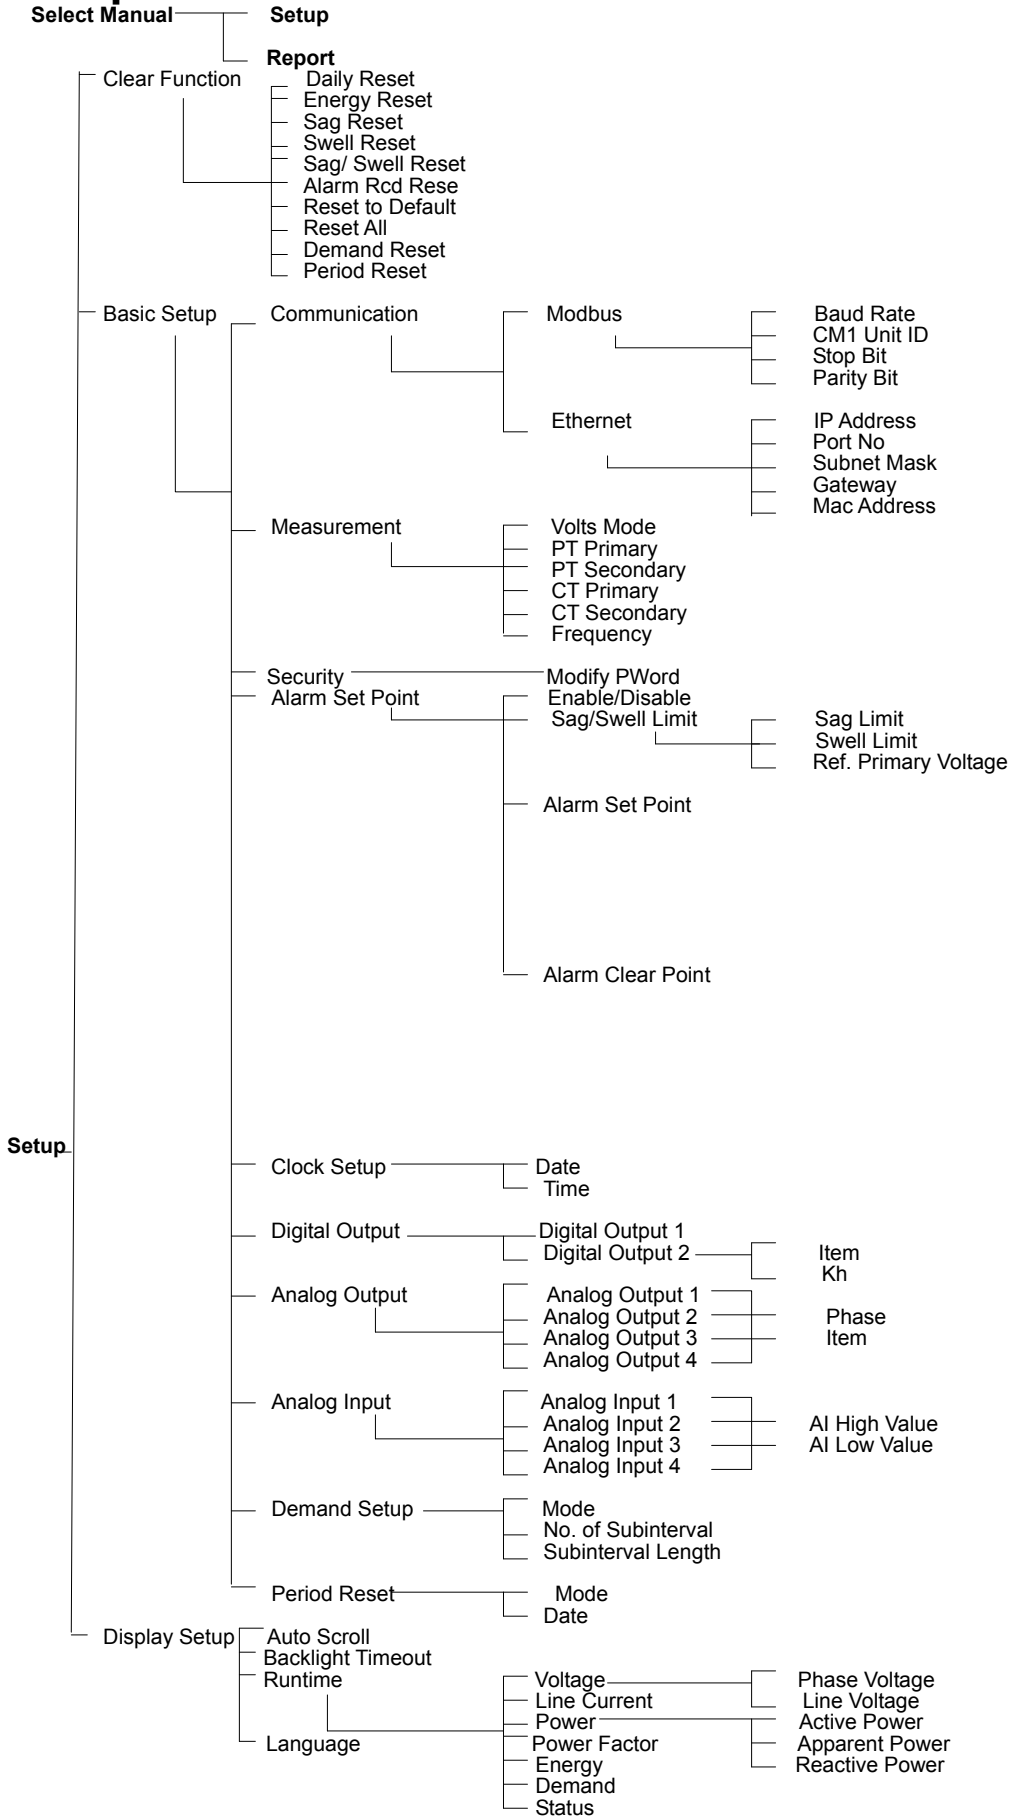 Select Manual
Setup
Report
Clear Function
Daily Reset
Energy Reset
Sag Reset
Swell Reset
Sag/ Swell Reset
Alarm Rcd Rese
Reset to Default
Reset All
Demand Reset
Period Reset
Basic Setup
Communication
Modbus
Baud Rate
CM1 Unit ID
Stop Bit
Parity Bit
Ethernet
IP Address
Port No
Subnet Mask
Gateway
Mac Address
Measurement
Volts Mode
PT Primary
PT Secondary
CT Primary
CT Secondary
Frequency
Security
Modify PWord
Alarm Set Point
Enable/Disable
Sag/Swell Limit
Sag Limit
Swell Limit
Ref. Primary Voltage
Alarm Set Point
Alarm Clear Point
Setup
Clock Setup
Date
Time
Digital Output
Digital Output 1
Digital Output 2
Item
Kh
Analog Output
Analog Output 1
Analog Output 2
Analog Output 3
Analog Output 4
Phase
Item
Analog Input
Analog Input 1
Analog Input 2
Analog Input 3
Analog Input 4
AI High Value
AI Low Value
Demand Setup
Mode
No. of Subinterval
Subinterval Length
Period Reset
Mode
Date
Display Setup
Auto Scroll
Backlight Timeout
Runtime
Voltage
Phase Voltage
Line Voltage
Line Current
Power
Active Power
Apparent Power
Reactive Power
Power Factor
Energy
Demand
Status
Language